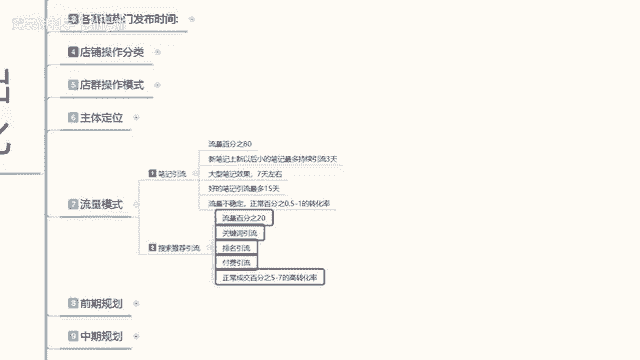 3 各渠道热门发布时间:
4 店铺操作分类
5 店群操作模式
6 主体定位
7 流量模式
1 笔记引流
流量百分之80
新笔记上新以后小的笔记最多持续引流3天
大型笔记效果，7天左右
好的笔记引流最多15天
流量不稳定，正常百分之0.5-1的转化率
2 搜索推荐引流
流量百分之20
关键词引流
排名引流
付费引流
正常成交百分之5-7的高转化率
8 前期规划
9 中期规划